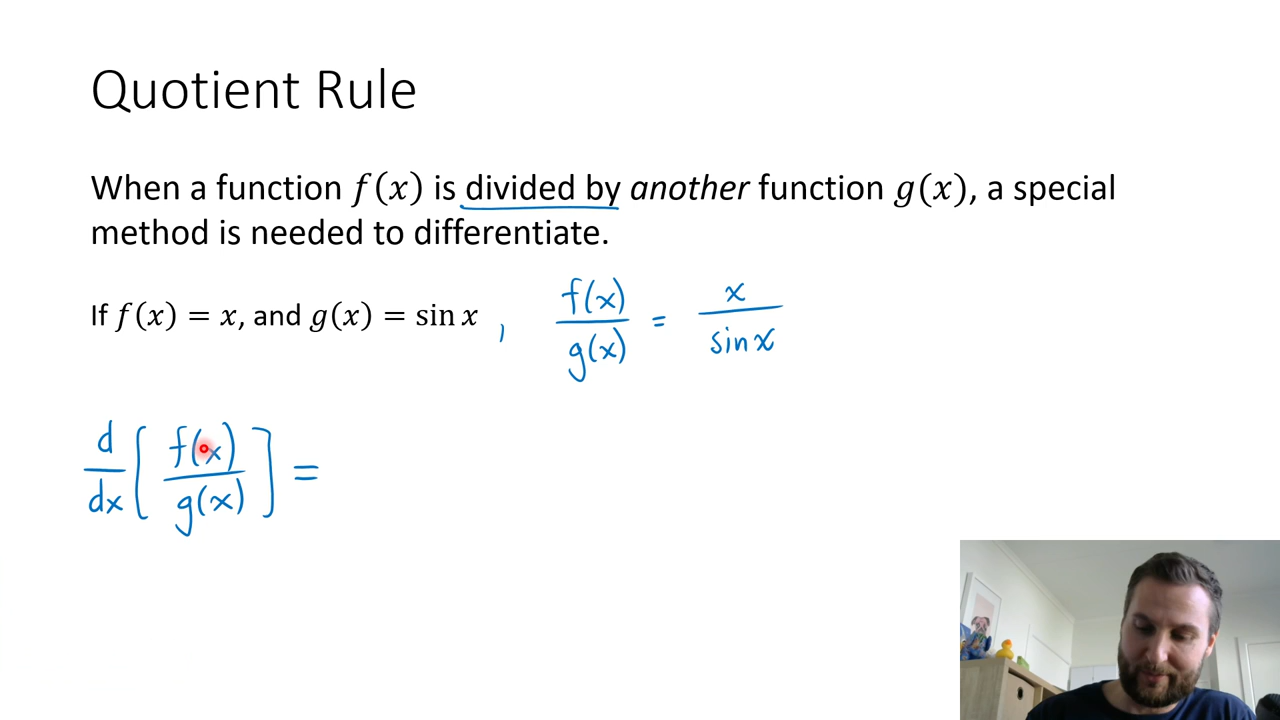 Quotient Rule
When a function f(x) is divided by another function g(x), a special
method is needed to differentiate.
If f(x) = x, and g(x) = sin x , f(x)/g(x) = x/sin x
d/dx [ f(x)/g(x) ] =